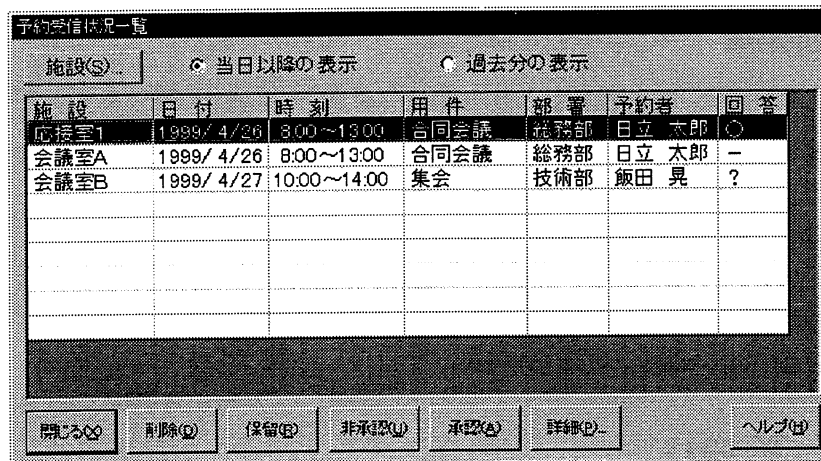 予約受信状況一覧
施設(S)... 当日以降の表示 過去分の表示
施 設 日 付 時 刻 用 件 部 署 予約者 回 答
応接室1 1999/ 4/26 8:00～13:00 合同会議 総務部 日立 太郎 ○
会議室A 1999/ 4/26 8:00～13:00 合同会議 総務部 日立 太郎 －
会議室B 1999/ 4/27 10:00～14:00 集会 技術部 飯田 晃 ?
閉じる(X) 削除(D) 保留(R) 非承認(U) 承認(A) 詳細(P)... ヘルプ(H)